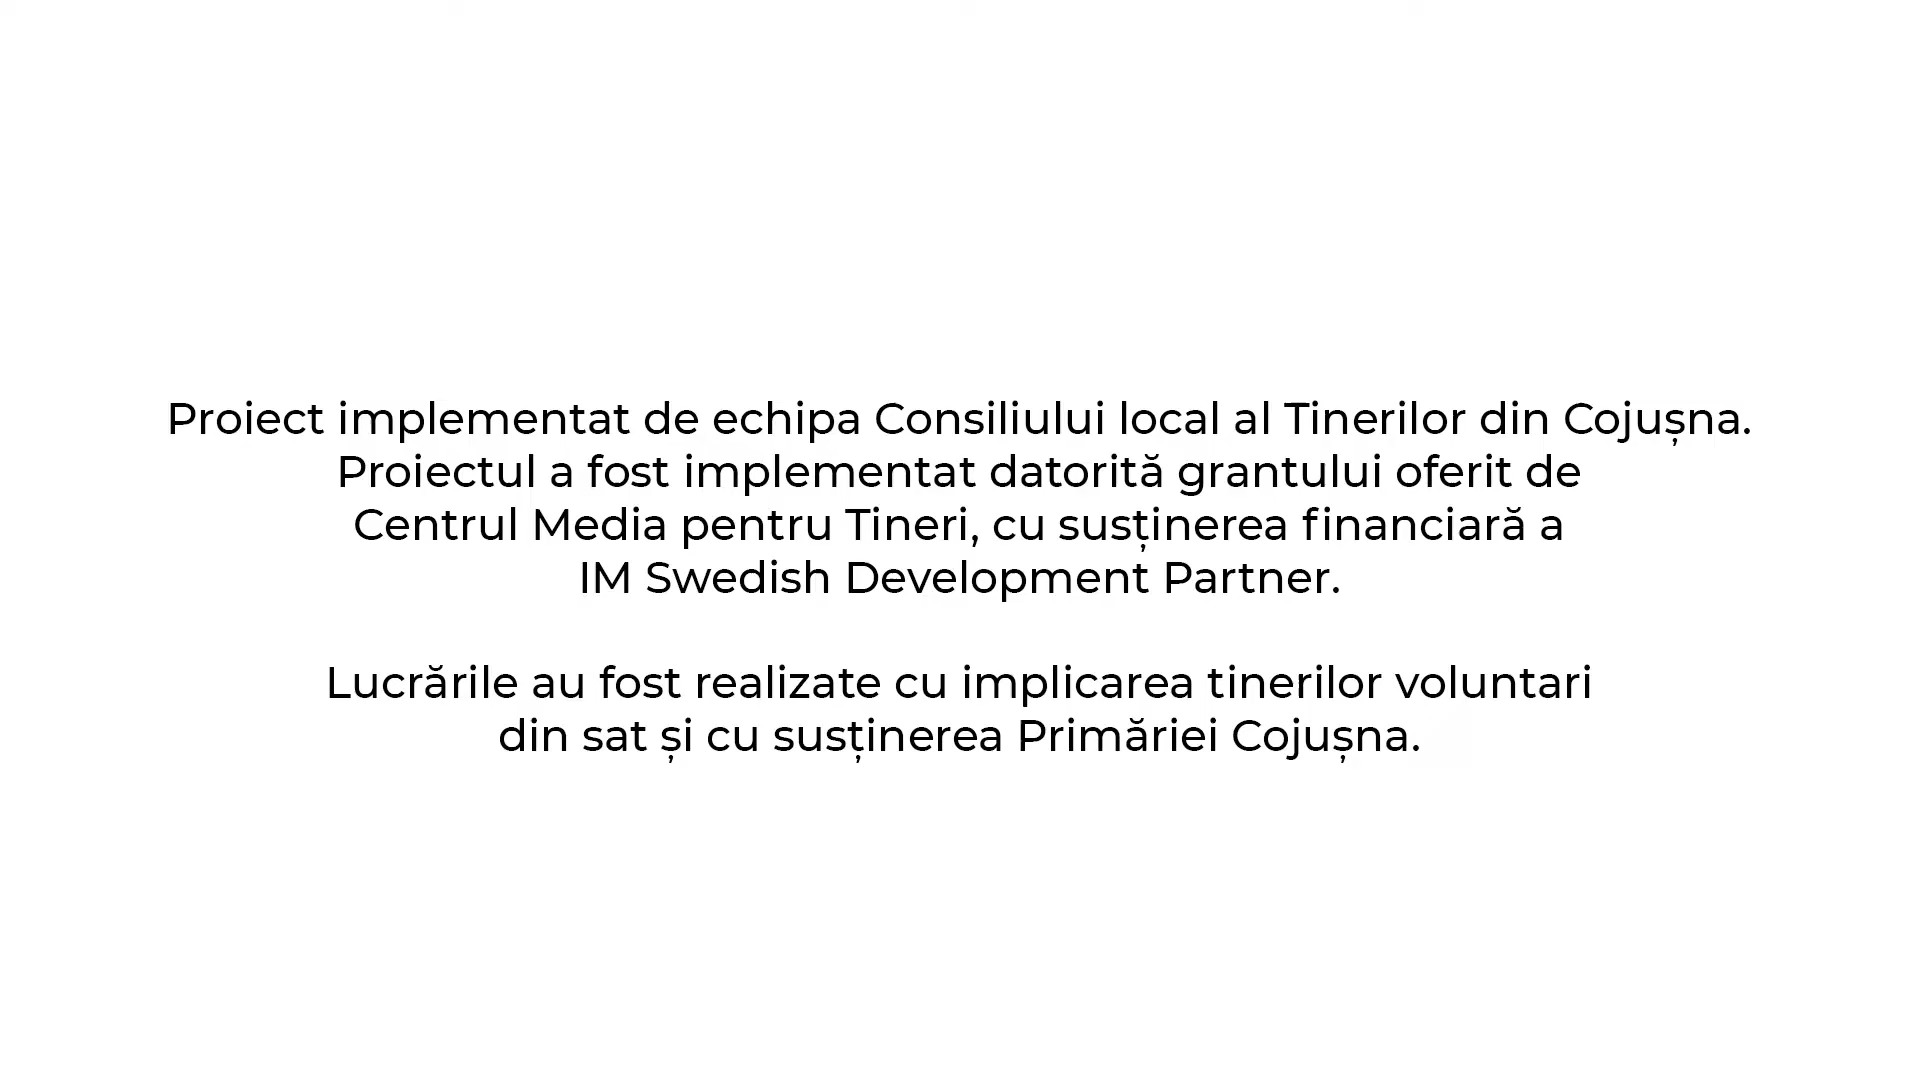 Proiect implementat de echipa Consiliului local al Tinerilor din Cojușna.
Proiectul a fost implementat datorită grantului oferit de
Centrul Media pentru Tineri, cu susținerea financiară a
IM Swedish Development Partner.
Lucrările au fost realizate cu implicarea tinerilor voluntari
din sat și cu susținerea Primăriei Cojușna.